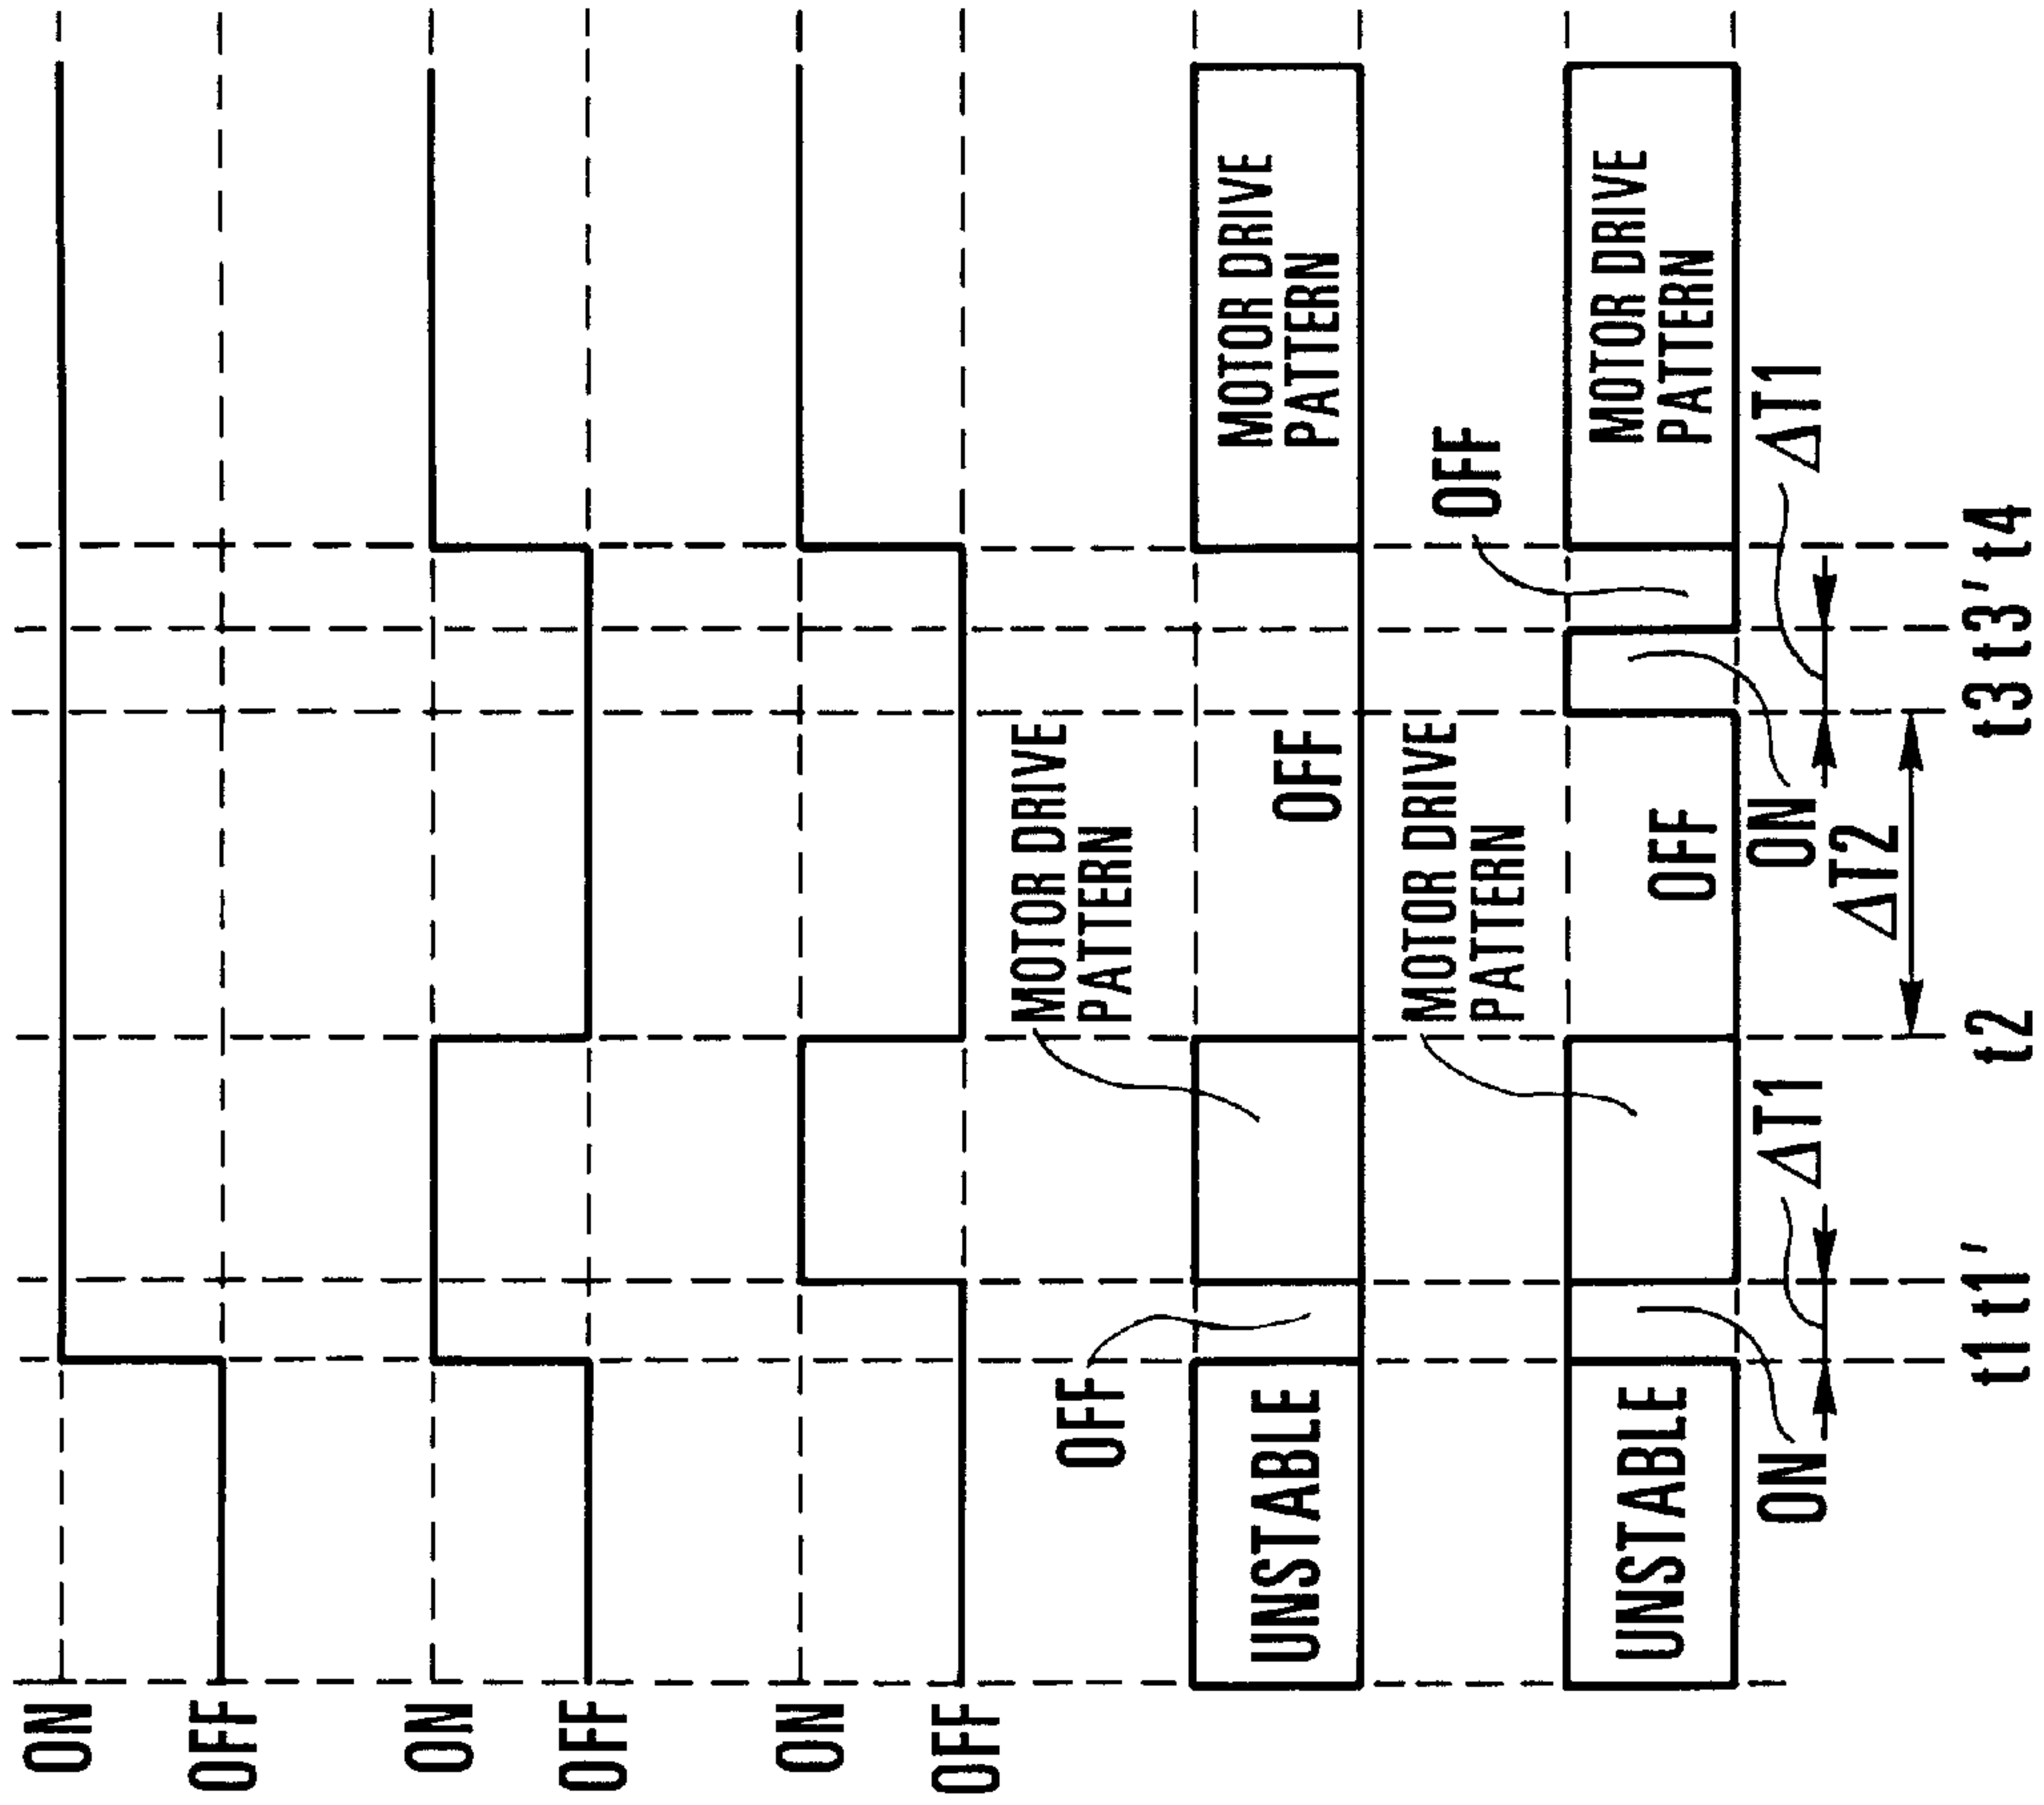 ON
OFF
ON
OFF
ON
OFF
OFF
MOTOR DRIVE
PATTERN
UNSTABLE
OFF
MOTOR DRIVE
PATTERN
MOTOR DRIVE
PATTERN
OFF
UNSTABLE
OFF
MOTOR DRIVE
PATTERN
ON
ΔT1
ON
ΔT1
ΔT2
t1 t1′ t2 t3 t3′ t4